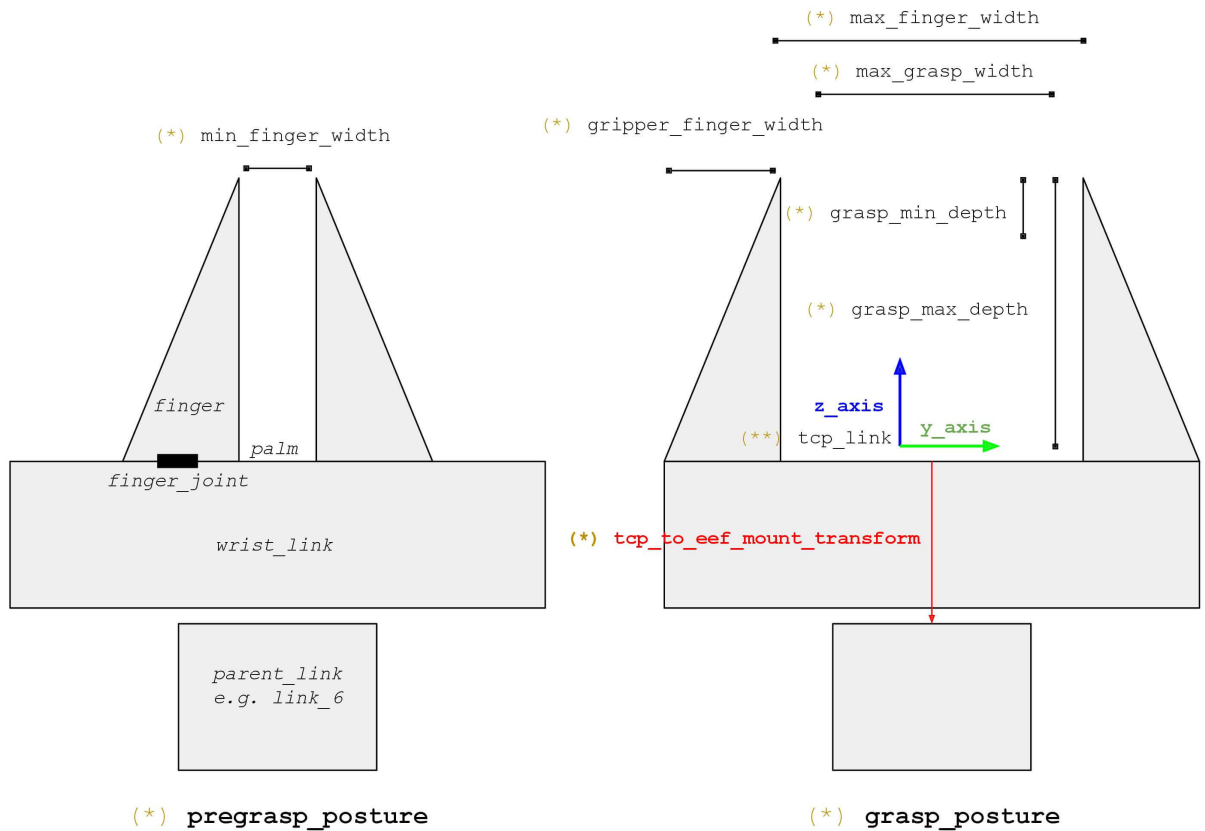 (*) max_finger_width
(*) max_grasp_width
(*) min_finger_width
(*) gripper_finger_width
(*) grasp_min_depth
(*) grasp_max_depth
finger
z_axis
y_axis
(**) tcp_link
palm
finger_joint
wrist_link
(*) tcp_to_eef_mount_transform
parent_link
e.g. link_6
(*) pregrasp_posture
(*) grasp_posture